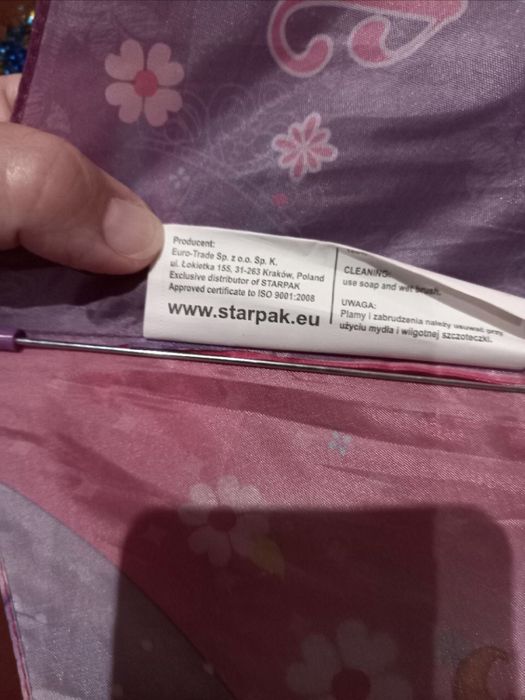 Producent:
Euro-Trade Sp. z o.o. Sp. K.
ul. Łokietka 155, 31-263 Kraków, Poland
Exclusive distributor of STARPAK
Approved certificate to ISO 9001:2008
www.starpak.eu
CLEANING:
use soap and wet brush.
UWAGA:
Plamy i zabrudzenia należy usuwać przy
użyciu mydła i wilgotnej szczoteczki.